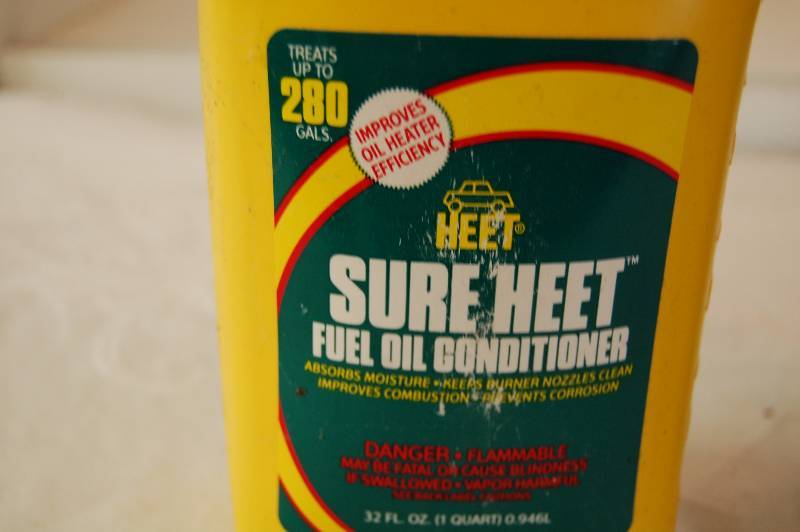 TREATS
UP TO
280
GALS.
IMPROVES
OIL HEATER
EFFICIENCY
HEET®
SURE HEET™
FUEL OIL CONDITIONER
ABSORBS MOISTURE • KEEPS BURNER NOZZLES CLEAN
IMPROVES COMBUSTION • PREVENTS CORROSION
DANGER • FLAMMABLE
MAY BE FATAL OR CAUSE BLINDNESS
IF SWALLOWED • VAPOR HARMFUL
SEE BACK LABEL CAUTIONS
32 FL. OZ. (1 QUART) 0.946L